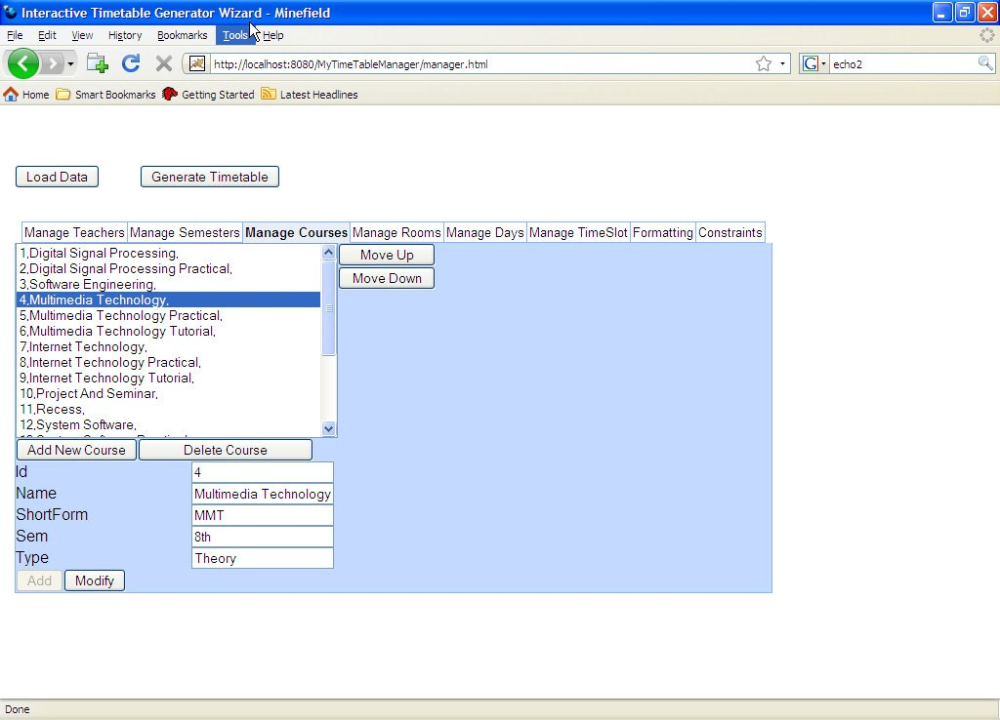 Interactive Timetable Generator Wizard - Minefield
File Edit View History Bookmarks Tools Help
http://localhost:8080/MyTimeTableManager/manager.html G echo2
Home Smart Bookmarks Getting Started Latest Headlines
Load Data Generate Timetable
Manage Teachers Manage Semesters Manage Courses Manage Rooms Manage Days Manage TimeSlot Formatting Constraints
1,Digital Signal Processing, Move Up
2,Digital Signal Processing Practical, Move Down
3,Software Engineering,
4,Multimedia Technology,
5,Multimedia Technology Practical,
6,Multimedia Technology Tutorial,
7,Internet Technology,
8,Internet Technology Practical,
9,Internet Technology Tutorial,
10,Project And Seminar,
11,Recess,
12,System Software,
Add New Course Delete Course
Id 4
Name Multimedia Technology
ShortForm MMT
Sem 8th
Type Theory
Add Modify
Done